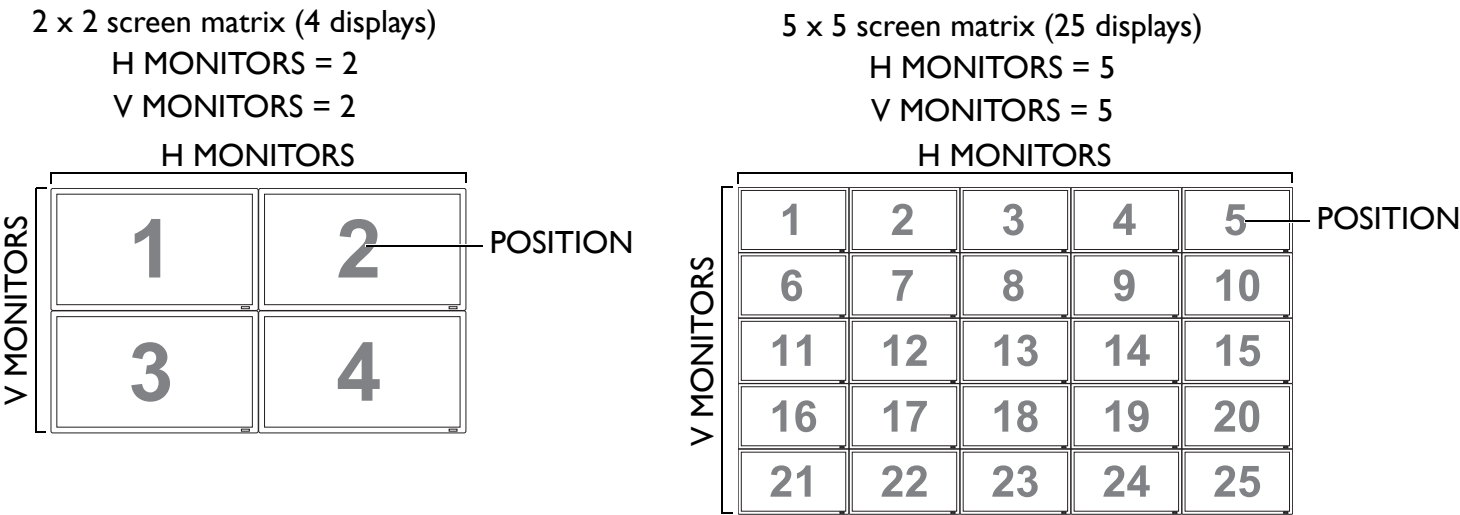 2 x 2 screen matrix (4 displays)
H MONITORS = 2
V MONITORS = 2
H MONITORS
V MONITORS
1 2
POSITION
3 4
5 x 5 screen matrix (25 displays)
H MONITORS = 5
V MONITORS = 5
H MONITORS
V MONITORS
1 2 3 4 5
POSITION
6 7 8 9 10
11 12 13 14 15
16 17 18 19 20
21 22 23 24 25